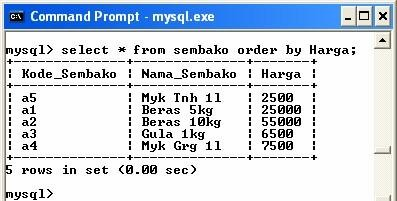 Command Prompt - mysql.exe
mysql> select * from sembako order by Harga;
+--------------+--------------+-------+
| Kode_Sembako | Nama_Sembako | Harga |
+--------------+--------------+-------+
| a5 | Myk Tnh 1l | 2500 |
| a1 | Beras 5kg | 25000 |
| a2 | Beras 10kg | 55000 |
| a3 | Gula 1kg | 6500 |
| a4 | Myk Grg 1l | 7500 |
+--------------+--------------+-------+
5 rows in set (0.00 sec)
mysql>